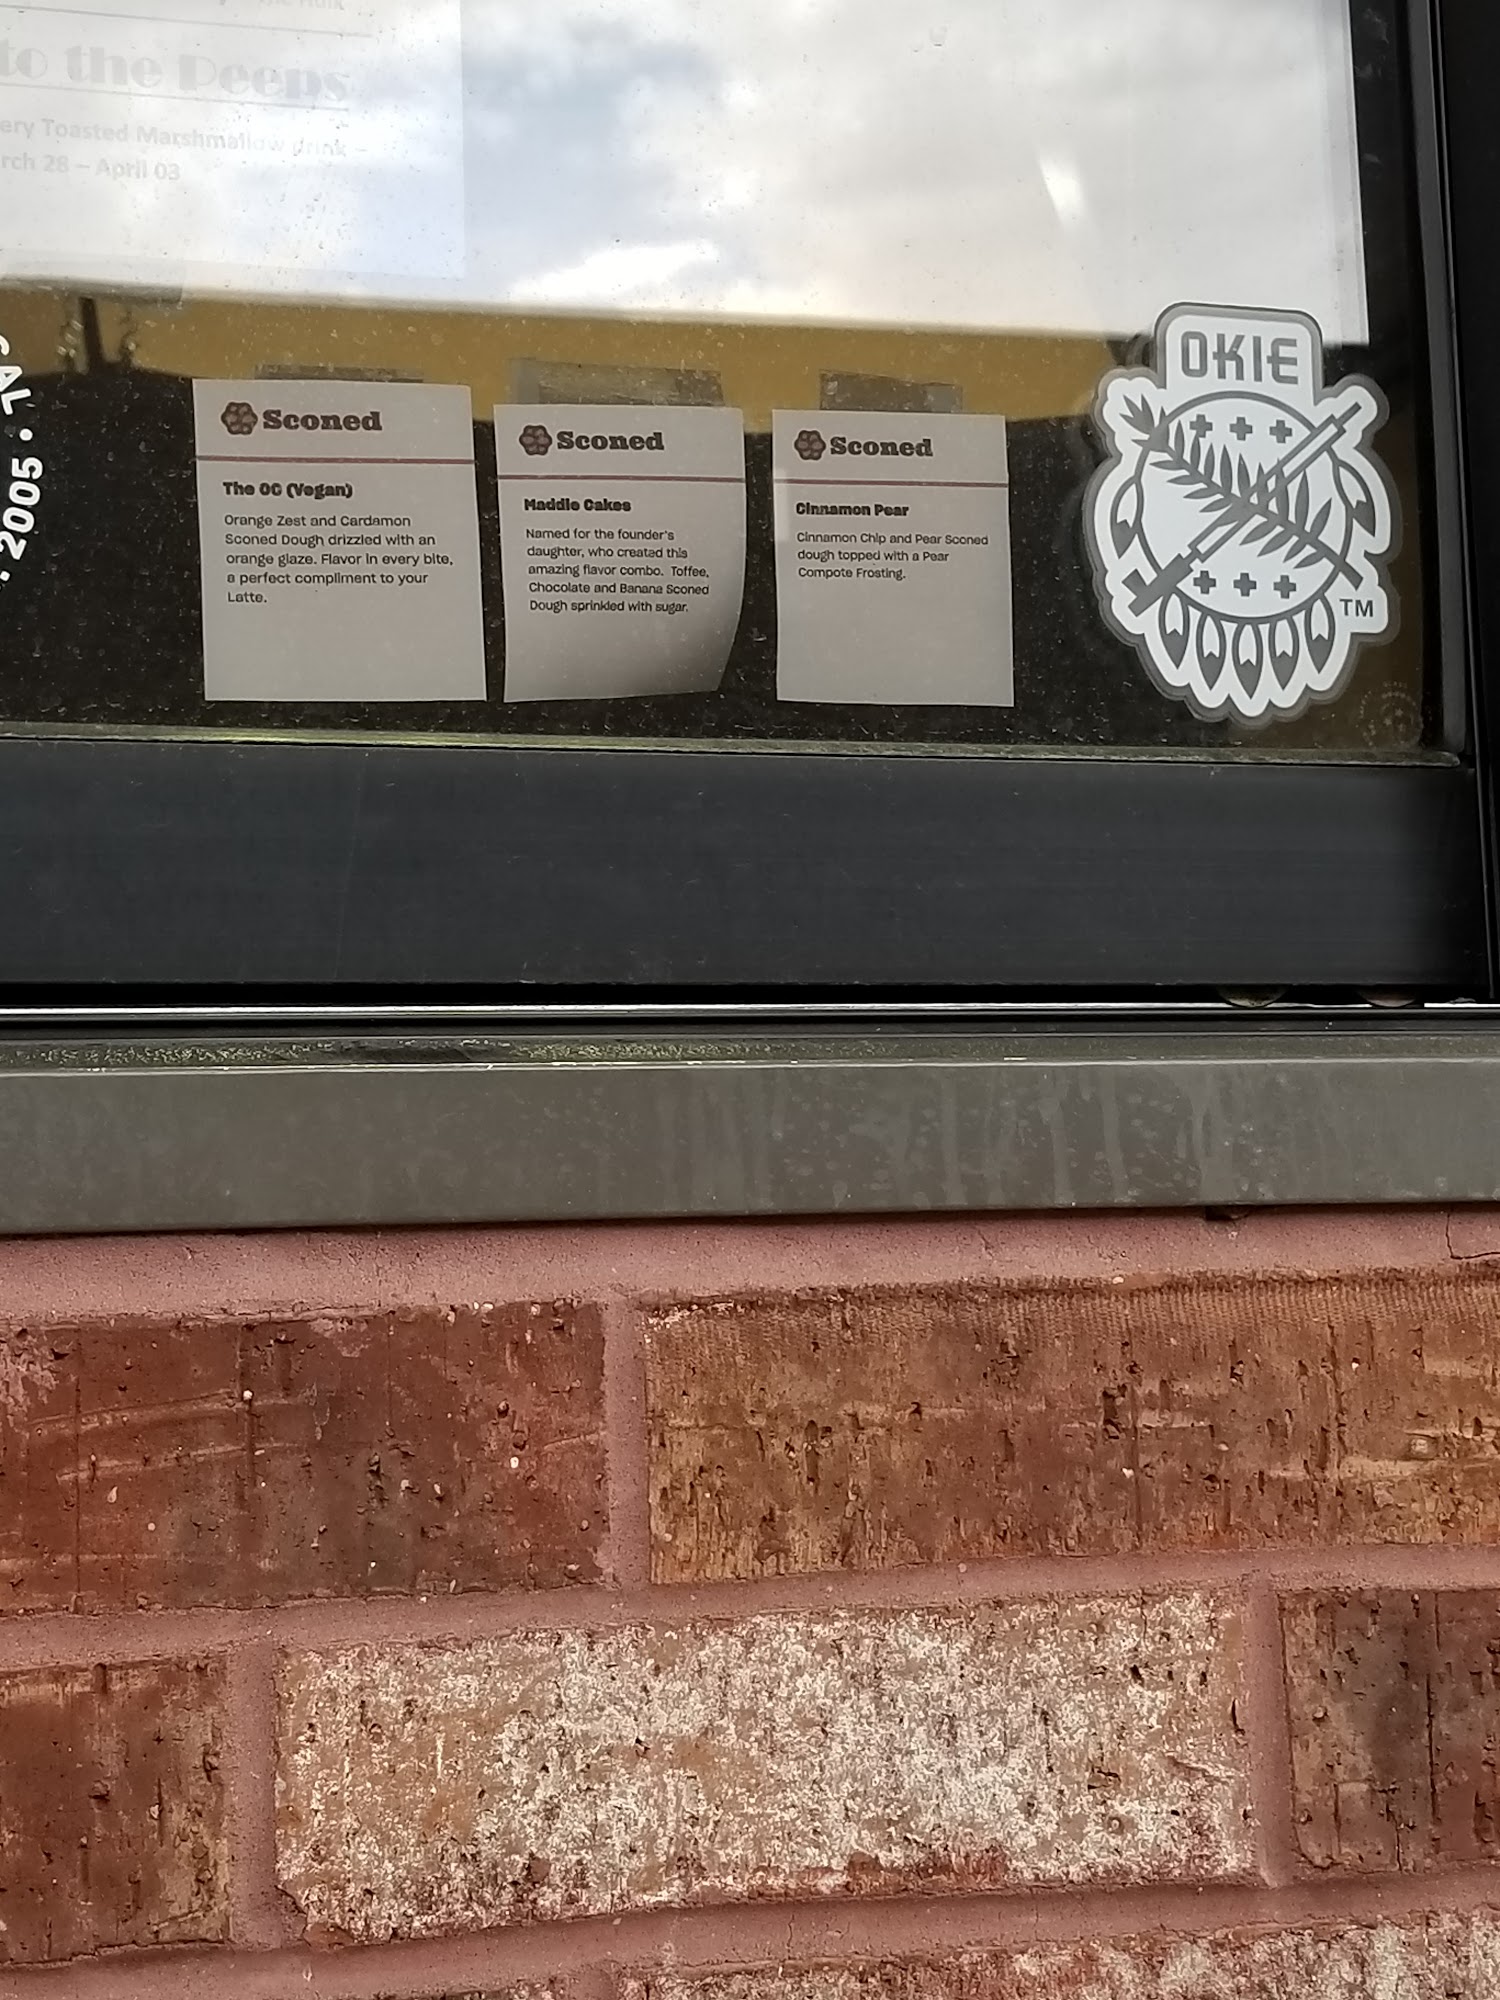 to the Peeps
ery Toasted Marshmallow drink –
rch 28 – April 03
2005 •
Sconed
The OG (Vegan)
Orange Zest and Cardamon
Sconed Dough drizzled with an
orange glaze. Flavor in every bite,
a perfect compliment to your
Latte.
Sconed
Maddie Cakes
Named for the founder's
daughter, who created this
amazing flavor combo. Toffee,
Chocolate and Banana Sconed
Dough sprinkled with sugar.
Sconed
Cinnamon Pear
Cinnamon Chip and Pear Sconed
dough topped with a Pear
Compote Frosting.
OKIE
TM